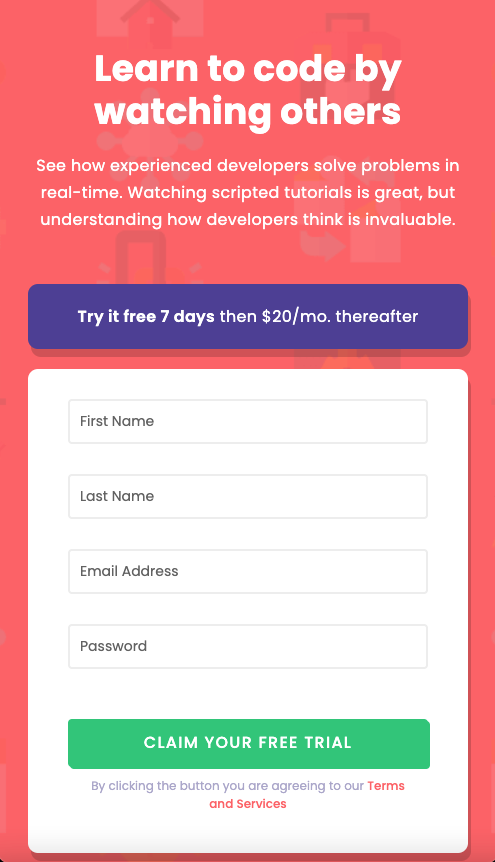 Learn to code by
watching others
See how experienced developers solve problems in
real-time. Watching scripted tutorials is great, but
understanding how developers think is invaluable.
Try it free 7 days then $20/mo. thereafter
First Name
Last Name
Email Address
Password
CLAIM YOUR FREE TRIAL
By clicking the button you are agreeing to our Terms
and Services